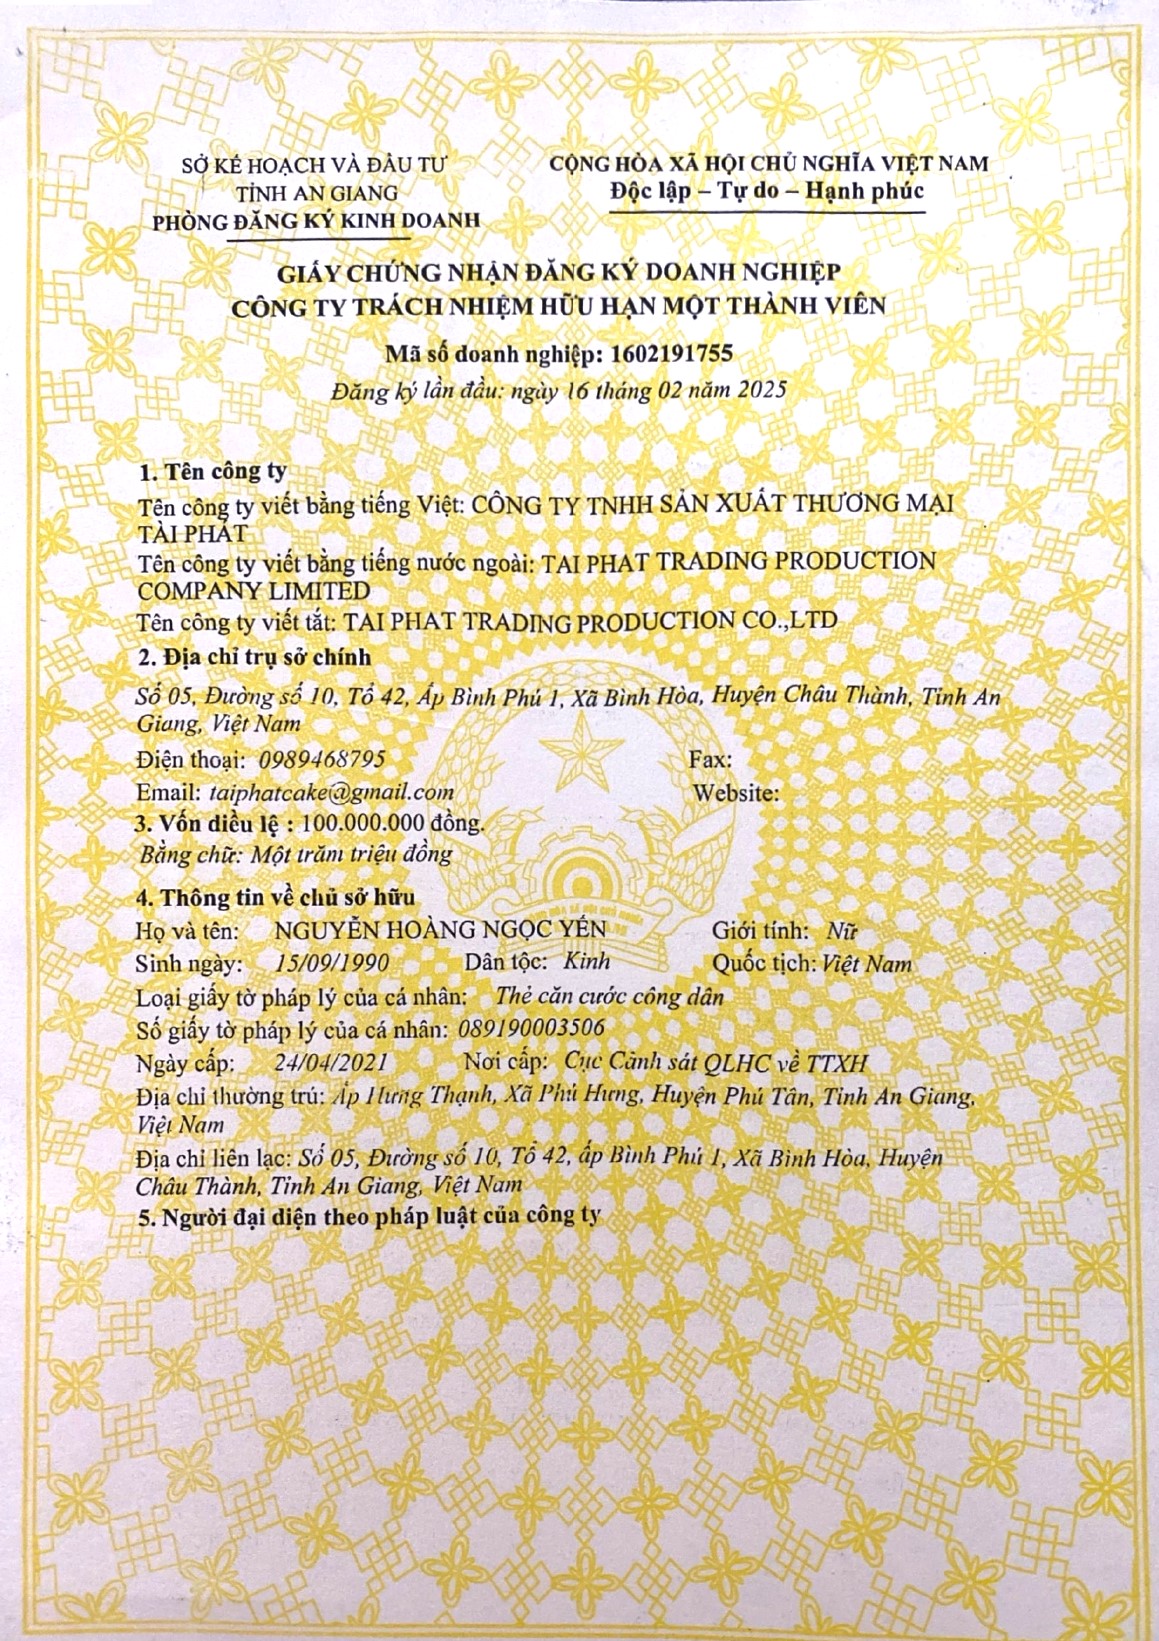 SỞ KẾ HOẠCH VÀ ĐẦU TƯ
TỈNH AN GIANG
PHÒNG ĐĂNG KÝ KINH DOANH
CỘNG HÒA XÃ HỘI CHỦ NGHĨA VIỆT NAM
Độc lập – Tự do – Hạnh phúc
GIẤY CHỨNG NHẬN ĐĂNG KÝ DOANH NGHIỆP
CÔNG TY TRÁCH NHIỆM HỮU HẠN MỘT THÀNH VIÊN
Mã số doanh nghiệp: 1602191755
Đăng ký lần đầu: ngày 16 tháng 02 năm 2025
1. Tên công ty
Tên công ty viết bằng tiếng Việt: CÔNG TY TNHH SẢN XUẤT THƯƠNG MẠI
TÀI PHÁT
Tên công ty viết bằng tiếng nước ngoài: TAI PHAT TRADING PRODUCTION
COMPANY LIMITED
Tên công ty viết tắt: TAI PHAT TRADING PRODUCTION CO.,LTD
2. Địa chỉ trụ sở chính
Số 05, Đường số 10, Tổ 42, Ấp Bình Phú 1, Xã Bình Hòa, Huyện Châu Thành, Tỉnh An
Giang, Việt Nam
Điện thoại: 0989468795 Fax:
Email: taiphatcake@gmail.com Website:
3. Vốn điều lệ : 100.000.000 đồng.
Bằng chữ: Một trăm triệu đồng
4. Thông tin về chủ sở hữu
Họ và tên: NGUYỄN HOÀNG NGỌC YẾN Giới tính: Nữ
Sinh ngày: 15/09/1990 Dân tộc: Kinh Quốc tịch: Việt Nam
Loại giấy tờ pháp lý của cá nhân: Thẻ căn cước công dân
Số giấy tờ pháp lý của cá nhân: 089190003506
Ngày cấp: 24/04/2021 Nơi cấp: Cục Cảnh sát QLHC về TTXH
Địa chỉ thường trú: Ấp Hưng Thạnh, Xã Phú Hưng, Huyện Phú Tân, Tỉnh An Giang,
Việt Nam
Địa chỉ liên lạc: Số 05, Đường số 10, Tổ 42, ấp Bình Phú 1, Xã Bình Hòa, Huyện
Châu Thành, Tỉnh An Giang, Việt Nam
5. Người đại diện theo pháp luật của công ty